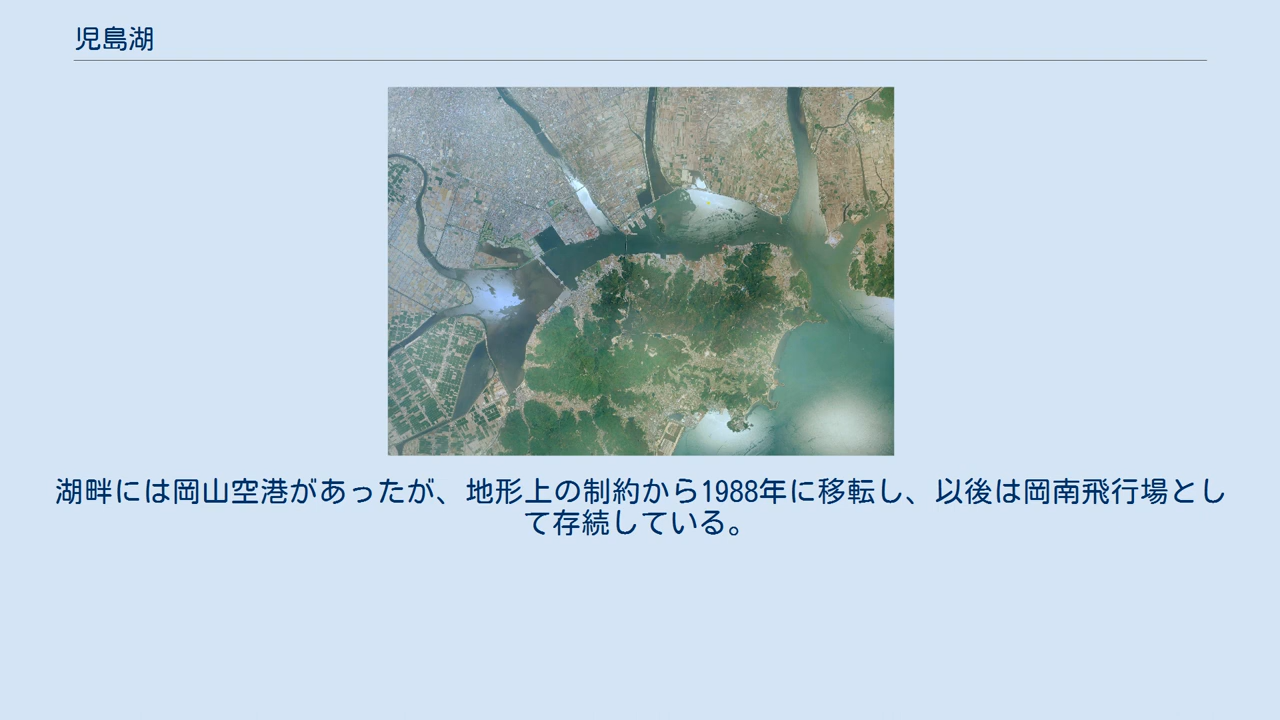 児島湖
湖畔には岡山空港があったが、地形上の制約から1988年に移転し、以後は岡南飛行場とし
て存続している。